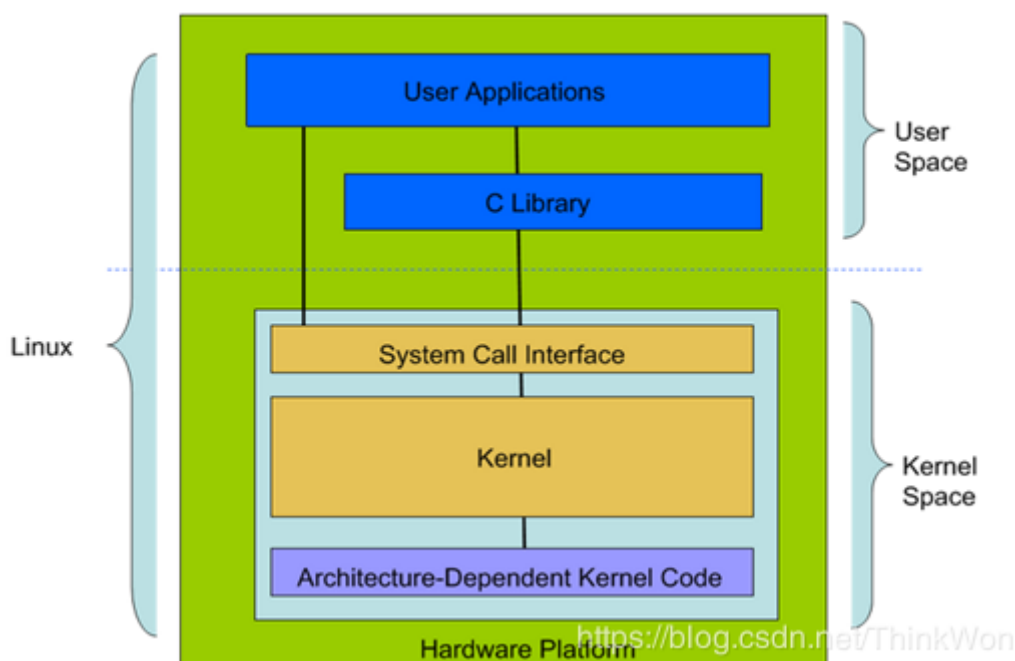 User Applications
User
Space
C Library
Linux
System Call Interface
Kernel
Kernel
Space
Architecture-Dependent Kernel Code
https://blog.csdn.net/ThinkWon
Hardware Platform